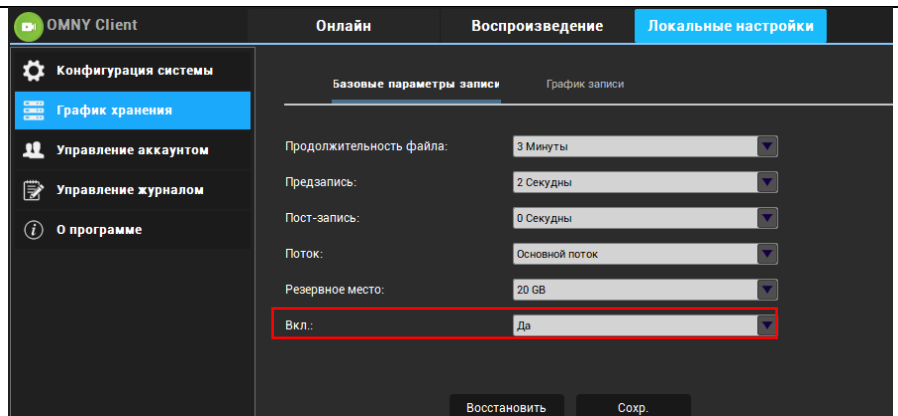 OMNY Client
Онлайн
Воспроизведение
Локальные настройки
Конфигурация системы
График хранения
Управление аккаунтом
Управление журналом
О программе
Базовые параметры записи
График записи
Продолжительность файла: 3 Минуты
Предзапись: 2 Секудны
Пост-запись: 0 Секудны
Поток: Основной поток
Резервное место: 20 GB
Вкл.: Да
Восстановить
Сохр.